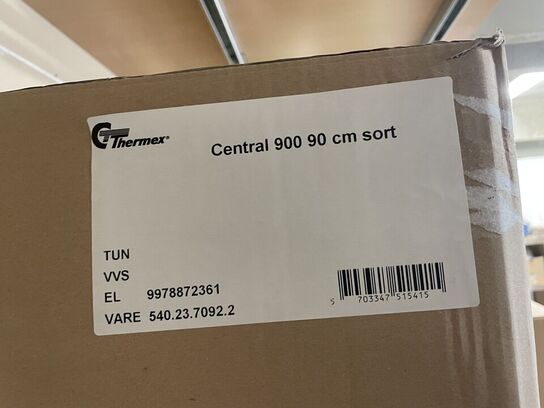 Thermex®
Central 900 90 cm sort
TUN
VVS
EL 9978872361
VARE 540.23.7092.2
5 703347 515415